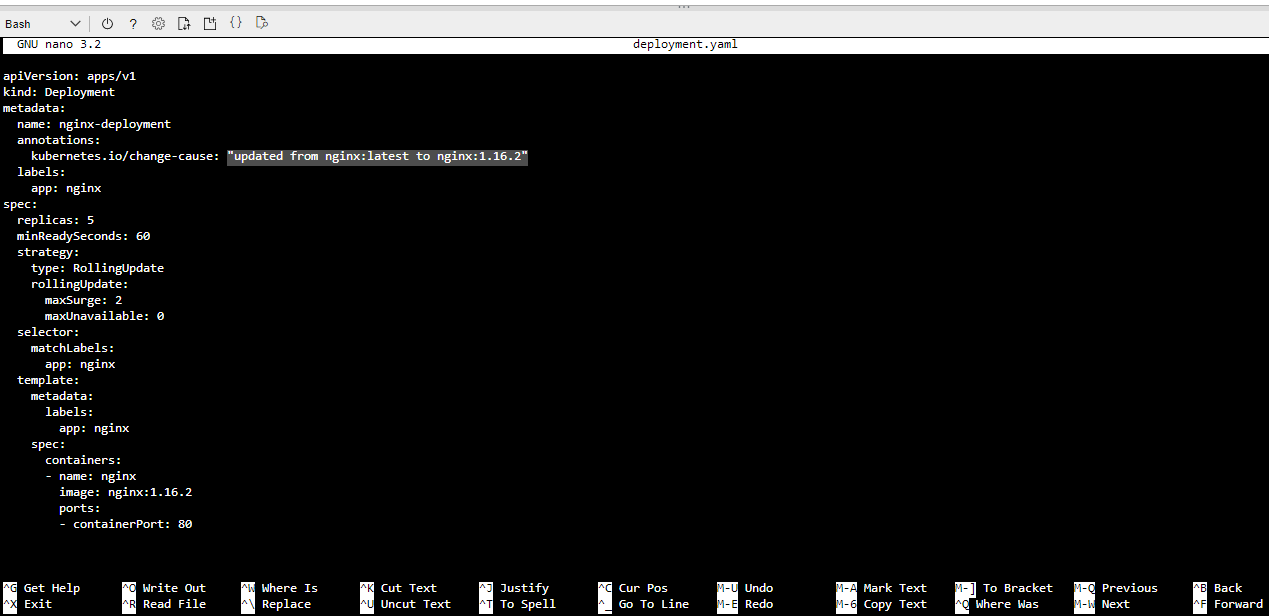 Bash
GNU nano 3.2 deployment.yaml
apiVersion: apps/v1
kind: Deployment
metadata:
  name: nginx-deployment
  annotations:
    kubernetes.io/change-cause: "updated from nginx:latest to nginx:1.16.2"
  labels:
    app: nginx
spec:
  replicas: 5
  minReadySeconds: 60
  strategy:
    type: RollingUpdate
    rollingUpdate:
      maxSurge: 2
      maxUnavailable: 0
  selector:
    matchLabels:
      app: nginx
  template:
    metadata:
      labels:
        app: nginx
    spec:
      containers:
      - name: nginx
        image: nginx:1.16.2
        ports:
        - containerPort: 80
^G Get Help ^O Write Out ^W Where Is ^K Cut Text ^J Justify ^C Cur Pos M-U Undo M-A Mark Text M-] To Bracket M-Q Previous ^B Back
^X Exit ^R Read File ^\ Replace ^U Uncut Text ^T To Spell ^_ Go To Line M-E Redo M-6 Copy Text ^Q Where Was M-W Next ^F Forward